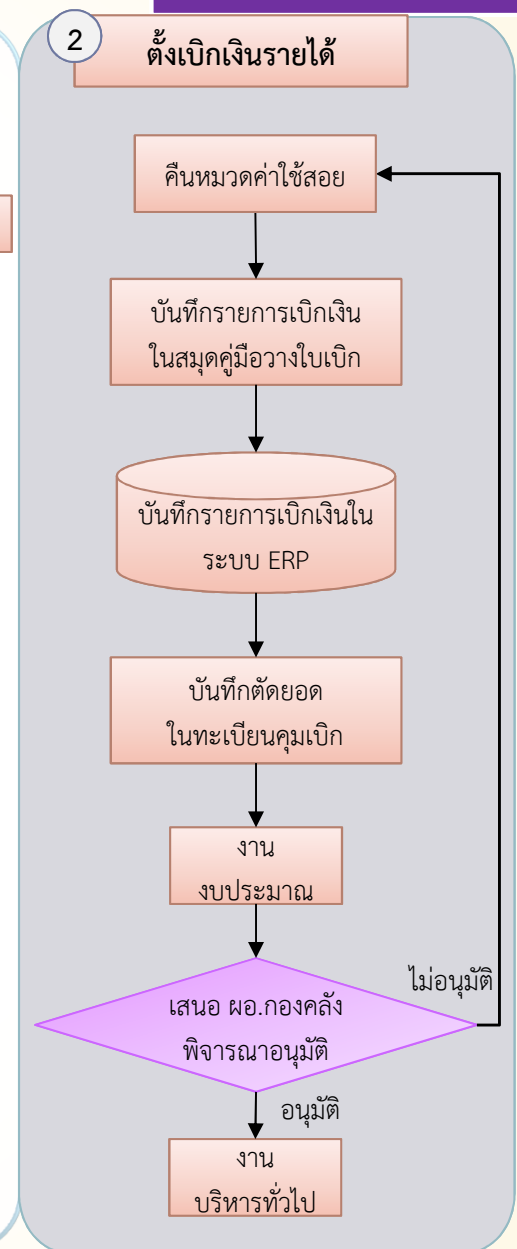 2
ตั้งเบิกเงินรายได้
คืนหมวดค่าใช้สอย
บันทึกรายการเบิกเงิน
ในสมุดคู่มือวางใบเบิก
บันทึกรายการเบิกเงินใน
ระบบ ERP
บันทึกตัดยอด
ในทะเบียนคุมเบิก
งาน
งบประมาณ
เสนอ ผอ.กองคลัง
พิจารณาอนุมัติ
ไม่อนุมัติ
อนุมัติ
งาน
บริหารทั่วไป